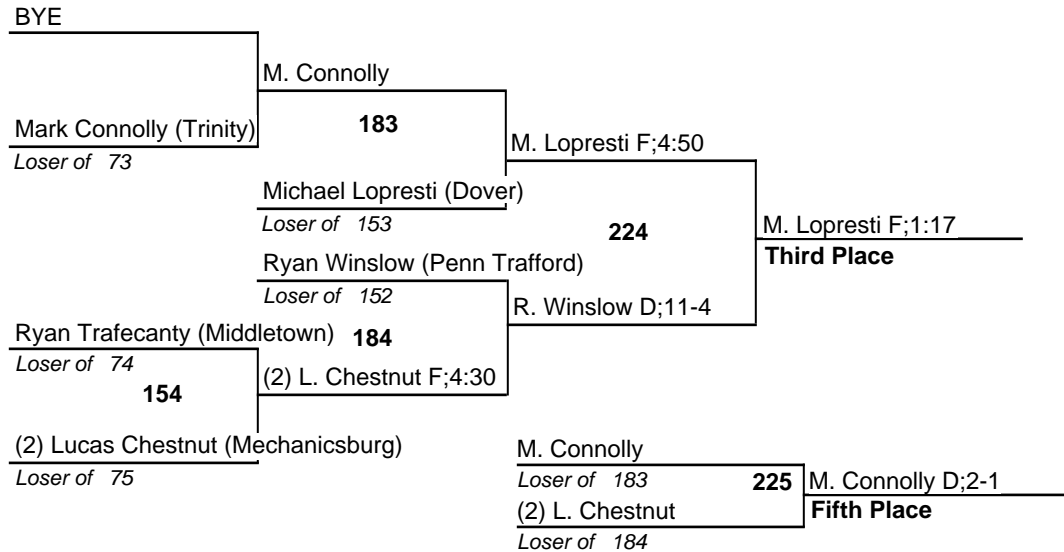 BYE
M. Connolly
Mark Connolly (Trinity)
183
Loser of 73
M. Lopresti F;4:50
Michael Lopresti (Dover)
Loser of 153
224
M. Lopresti F;1:17
Third Place
Ryan Winslow (Penn Trafford)
Loser of 152
R. Winslow D;11-4
Ryan Trafecanty (Middletown)
184
Loser of 74
(2) L. Chestnut F;4:30
154
(2) Lucas Chestnut (Mechanicsburg)
Loser of 75
M. Connolly
Loser of 183
225
M. Connolly D;2-1
(2) L. Chestnut
Fifth Place
Loser of 184